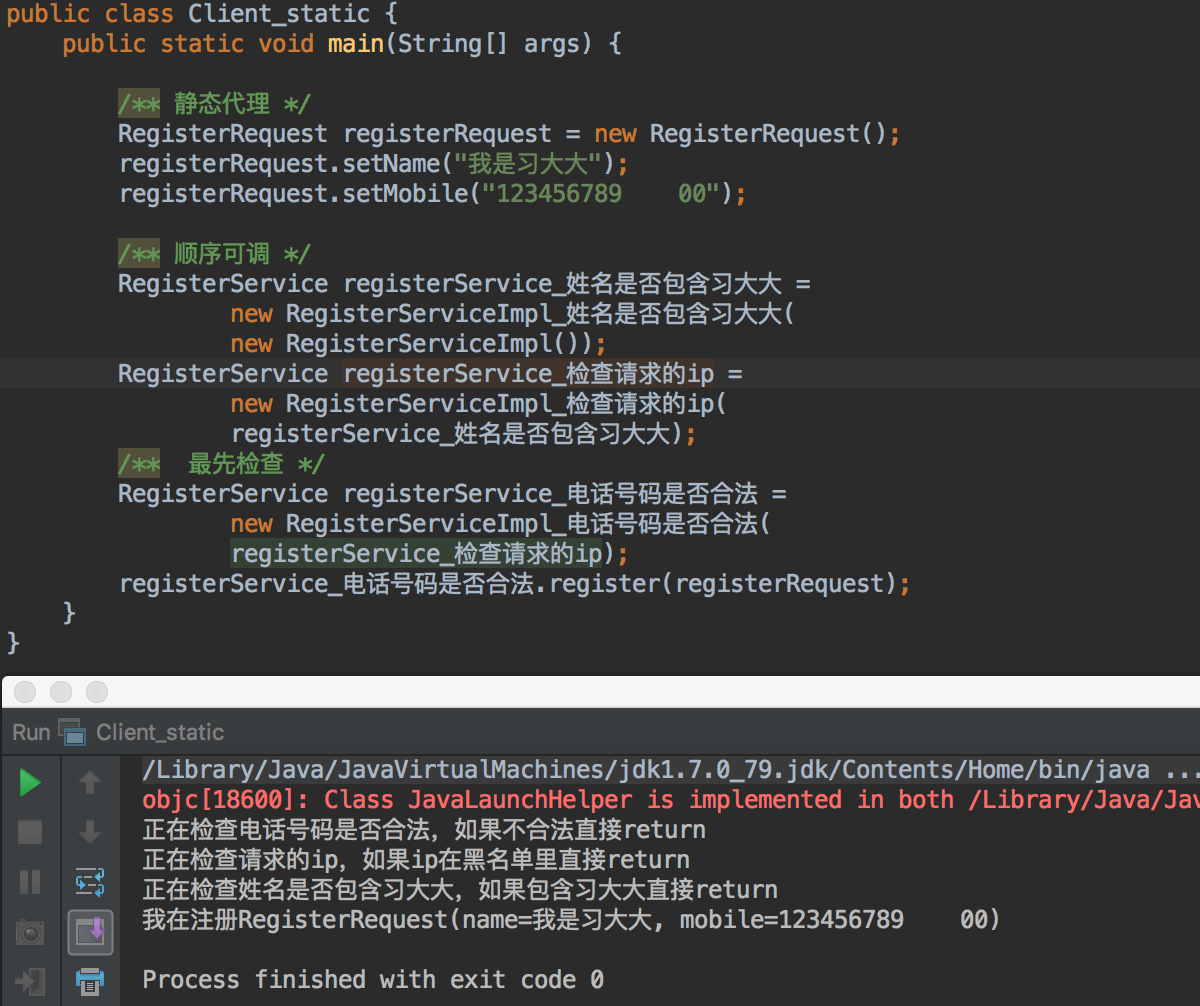 public class Client_static {
    public static void main(String[] args) {

        /** 静态代理 */
        RegisterRequest registerRequest = new RegisterRequest();
        registerRequest.setName("我是习大大");
        registerRequest.setMobile("123456789    00");

        /** 顺序可调 */
        RegisterService registerService_姓名是否包含习大大 =
                new RegisterServiceImpl_姓名是否包含习大大(
                new RegisterServiceImpl());
        RegisterService registerService_检查请求的ip =
                new RegisterServiceImpl_检查请求的ip(
                registerService_姓名是否包含习大大);
        /**  最先检查 */
        RegisterService registerService_电话号码是否合法 =
                new RegisterServiceImpl_电话号码是否合法(
                registerService_检查请求的ip);
        registerService_电话号码是否合法.register(registerRequest);
    }
}
Run Client_static
/Library/Java/JavaVirtualMachines/jdk1.7.0_79.jdk/Contents/Home/bin/java ...
objc[18600]: Class JavaLaunchHelper is implemented in both /Library/Java/Jav
正在检查电话号码是否合法，如果不合法直接return
正在检查请求的ip，如果ip在黑名单里直接return
正在检查姓名是否包含习大大，如果包含习大大直接return
我在注册RegisterRequest(name=我是习大大, mobile=123456789    00)

Process finished with exit code 0